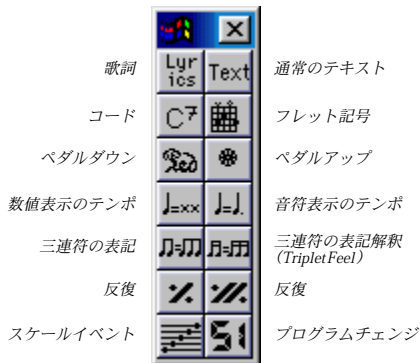 歌詞 Lyrics Text 通常のテキスト
コード C7 フレット記号
ペダルダウン Ped ペダルアップ
数値表示のテンポ ♩=×× ♩=♩. 音符表示のテンポ
三連符の表記 三連符の表記解釈
(TripletFeel)
反復 反復
スケールイベント 51 プログラムチェンジ